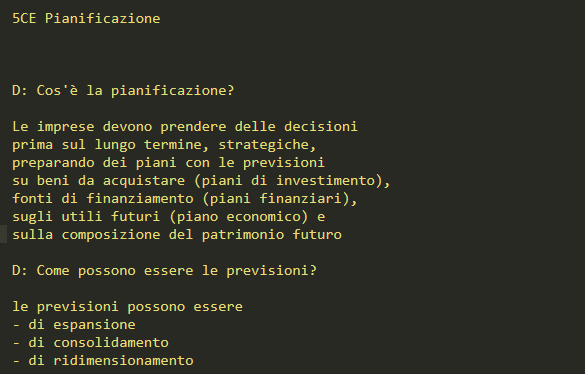 5CE Pianificazione
D: Cos'è la pianificazione?
Le imprese devono prendere delle decisioni
prima sul lungo termine, strategiche,
preparando dei piani con le previsioni
su beni da acquistare (piani di investimento),
fonti di finanziamento (piani finanziari),
sugli utili futuri (piano economico) e
sulla composizione del patrimonio futuro
D: Come possono essere le previsioni?
le previsioni possono essere
- di espansione
- di consolidamento
- di ridimensionamento